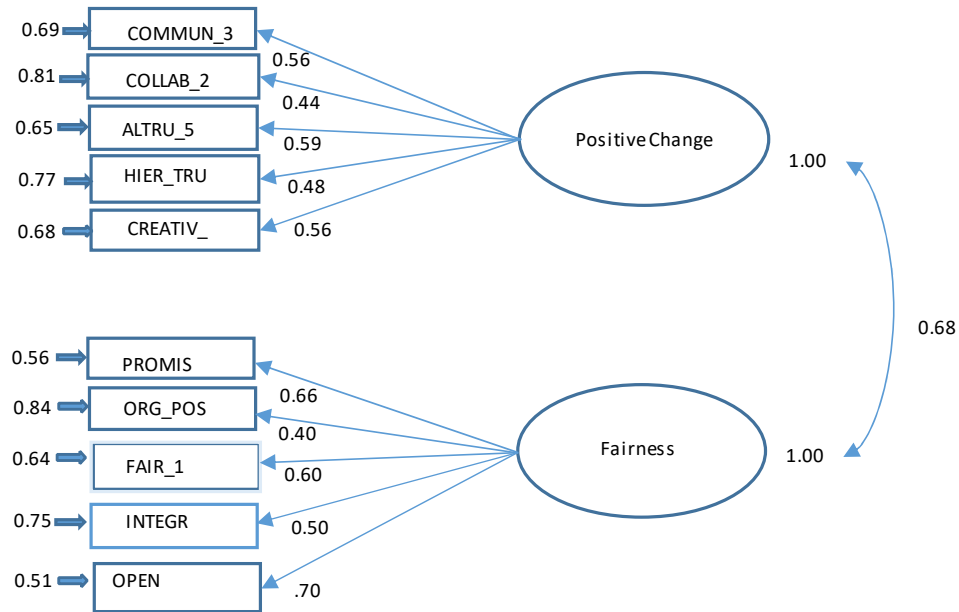 0.69 COMMUN_3
0.56
0.81 COLLAB_2
0.44
0.65 ALTRU_5
0.59
Positive Change
1.00
0.77 HIER_TRU
0.48
0.68 CREATIV_
0.56
0.68
0.56 PROMIS
0.66
0.84 ORG_POS
0.40
Fairness
1.00
0.64 FAIR_1
0.60
0.75 INTEGR
0.50
0.51 OPEN
.70